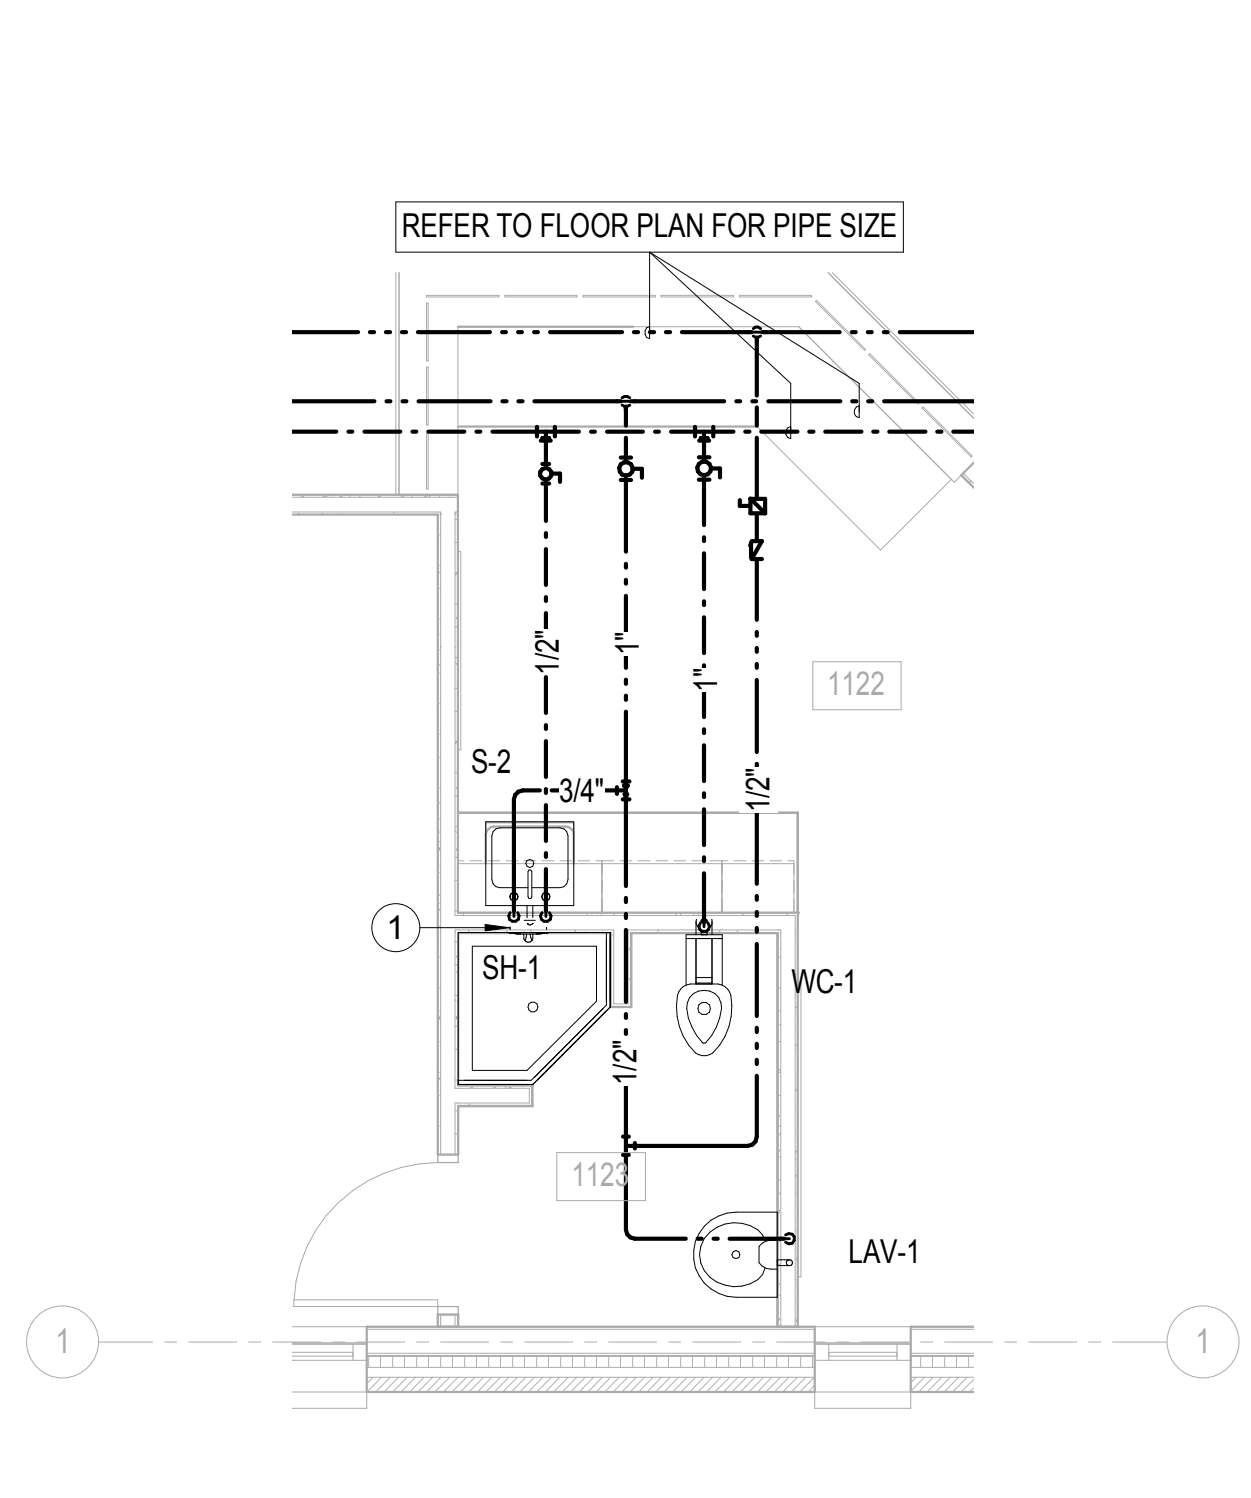 REFER TO FLOOR PLAN FOR PIPE SIZE
1/2"
1"
1"
1122
S-2
3/4"
1/2"
1
SH-1
WC-1
1/2"
1123
LAV-1
1
1